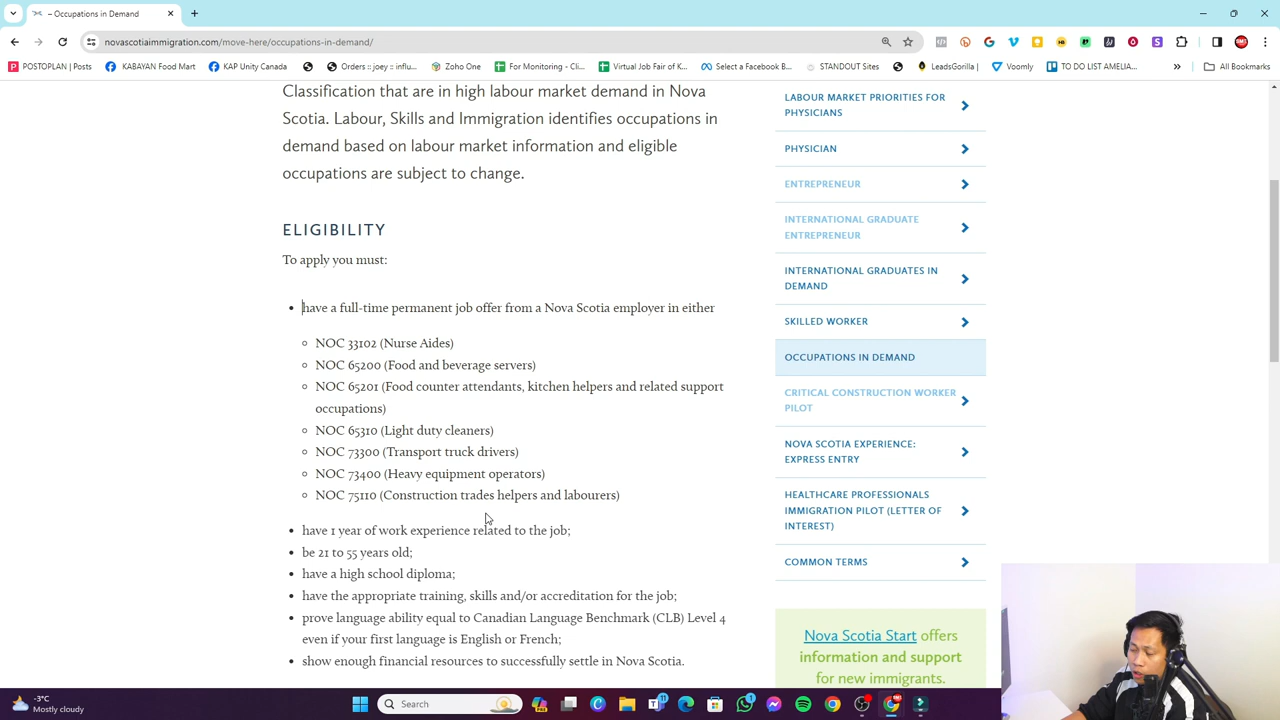 – Occupations in Demand
novascotiaimmigration.com/move-here/occupations-in-demand/
POSTOPLAN | Posts
KABAYAN Food Mart
KAP Unity Canada
Orders :: joey :: influ...
Zoho One
For Monitoring - Cli...
Virtual Job Fair of K...
Select a Facebook B...
STANDOUT Sites
LeadsGorilla |
Voomly
TO DO LIST AMELIA...
All Bookmarks
Classification that are in high labour market demand in Nova
Scotia. Labour, Skills and Immigration identifies occupations in
demand based on labour market information and eligible
occupations are subject to change.
ELIGIBILITY
To apply you must:
have a full-time permanent job offer from a Nova Scotia employer in either
NOC 33102 (Nurse Aides)
NOC 65200 (Food and beverage servers)
NOC 65201 (Food counter attendants, kitchen helpers and related support
occupations)
NOC 65310 (Light duty cleaners)
NOC 73300 (Transport truck drivers)
NOC 73400 (Heavy equipment operators)
NOC 75110 (Construction trades helpers and labourers)
have 1 year of work experience related to the job;
be 21 to 55 years old;
have a high school diploma;
have the appropriate training, skills and/or accreditation for the job;
prove language ability equal to Canadian Language Benchmark (CLB) Level 4
even if your first language is English or French;
show enough financial resources to successfully settle in Nova Scotia.
LABOUR MARKET PRIORITIES FOR
PHYSICIANS
PHYSICIAN
ENTREPRENEUR
INTERNATIONAL GRADUATE
ENTREPRENEUR
INTERNATIONAL GRADUATES IN
DEMAND
SKILLED WORKER
OCCUPATIONS IN DEMAND
CRITICAL CONSTRUCTION WORKER
PILOT
NOVA SCOTIA EXPERIENCE:
EXPRESS ENTRY
HEALTHCARE PROFESSIONALS
IMMIGRATION PILOT (LETTER OF
INTEREST)
COMMON TERMS
Nova Scotia Start offers
information and support
for new immigrants.
-3°C
Mostly cloudy
Search